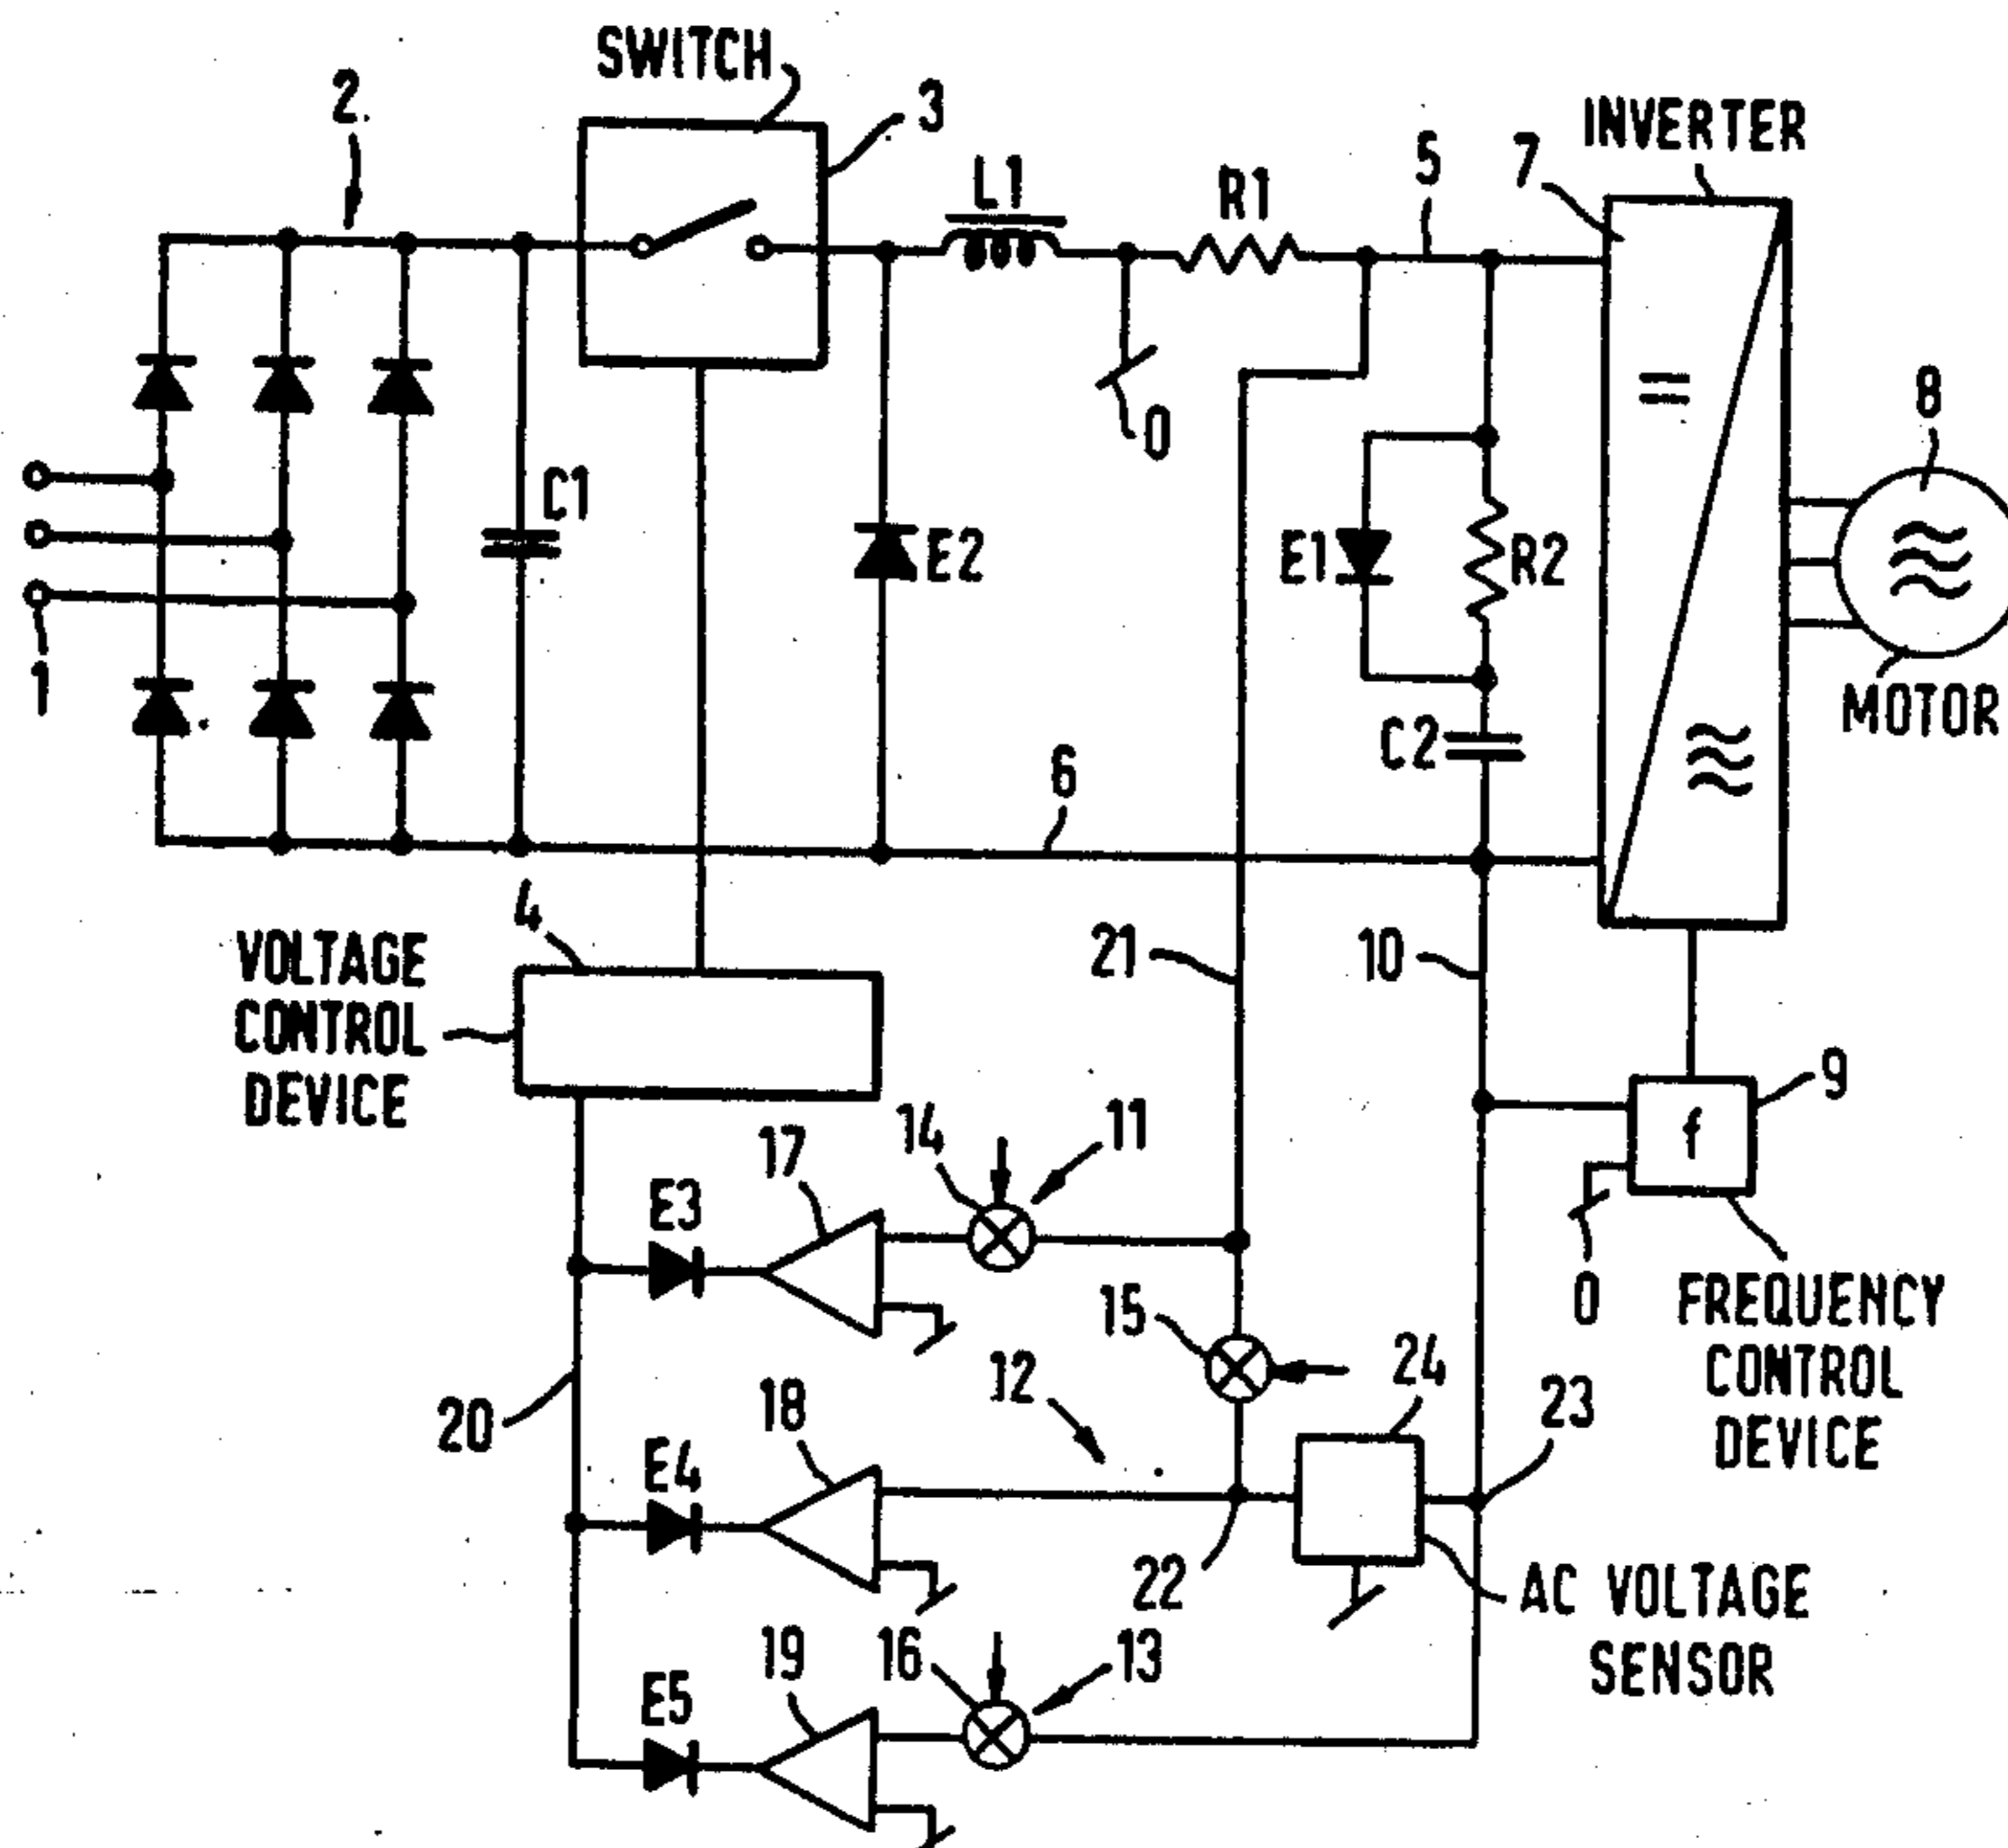 SWITCH
2
3
INVERTER
L1
R1
5
7
0
8
C1
E2
E1
R2
1
MOTOR
C2
6
4
VOLTAGE
CONTROL
DEVICE
21
10
9
f
14
11
17
E3
0
FREQUENCY
CONTROL
DEVICE
15
24
12
23
18
20
E4
22
AC VOLTAGE
SENSOR
19
16
13
E5